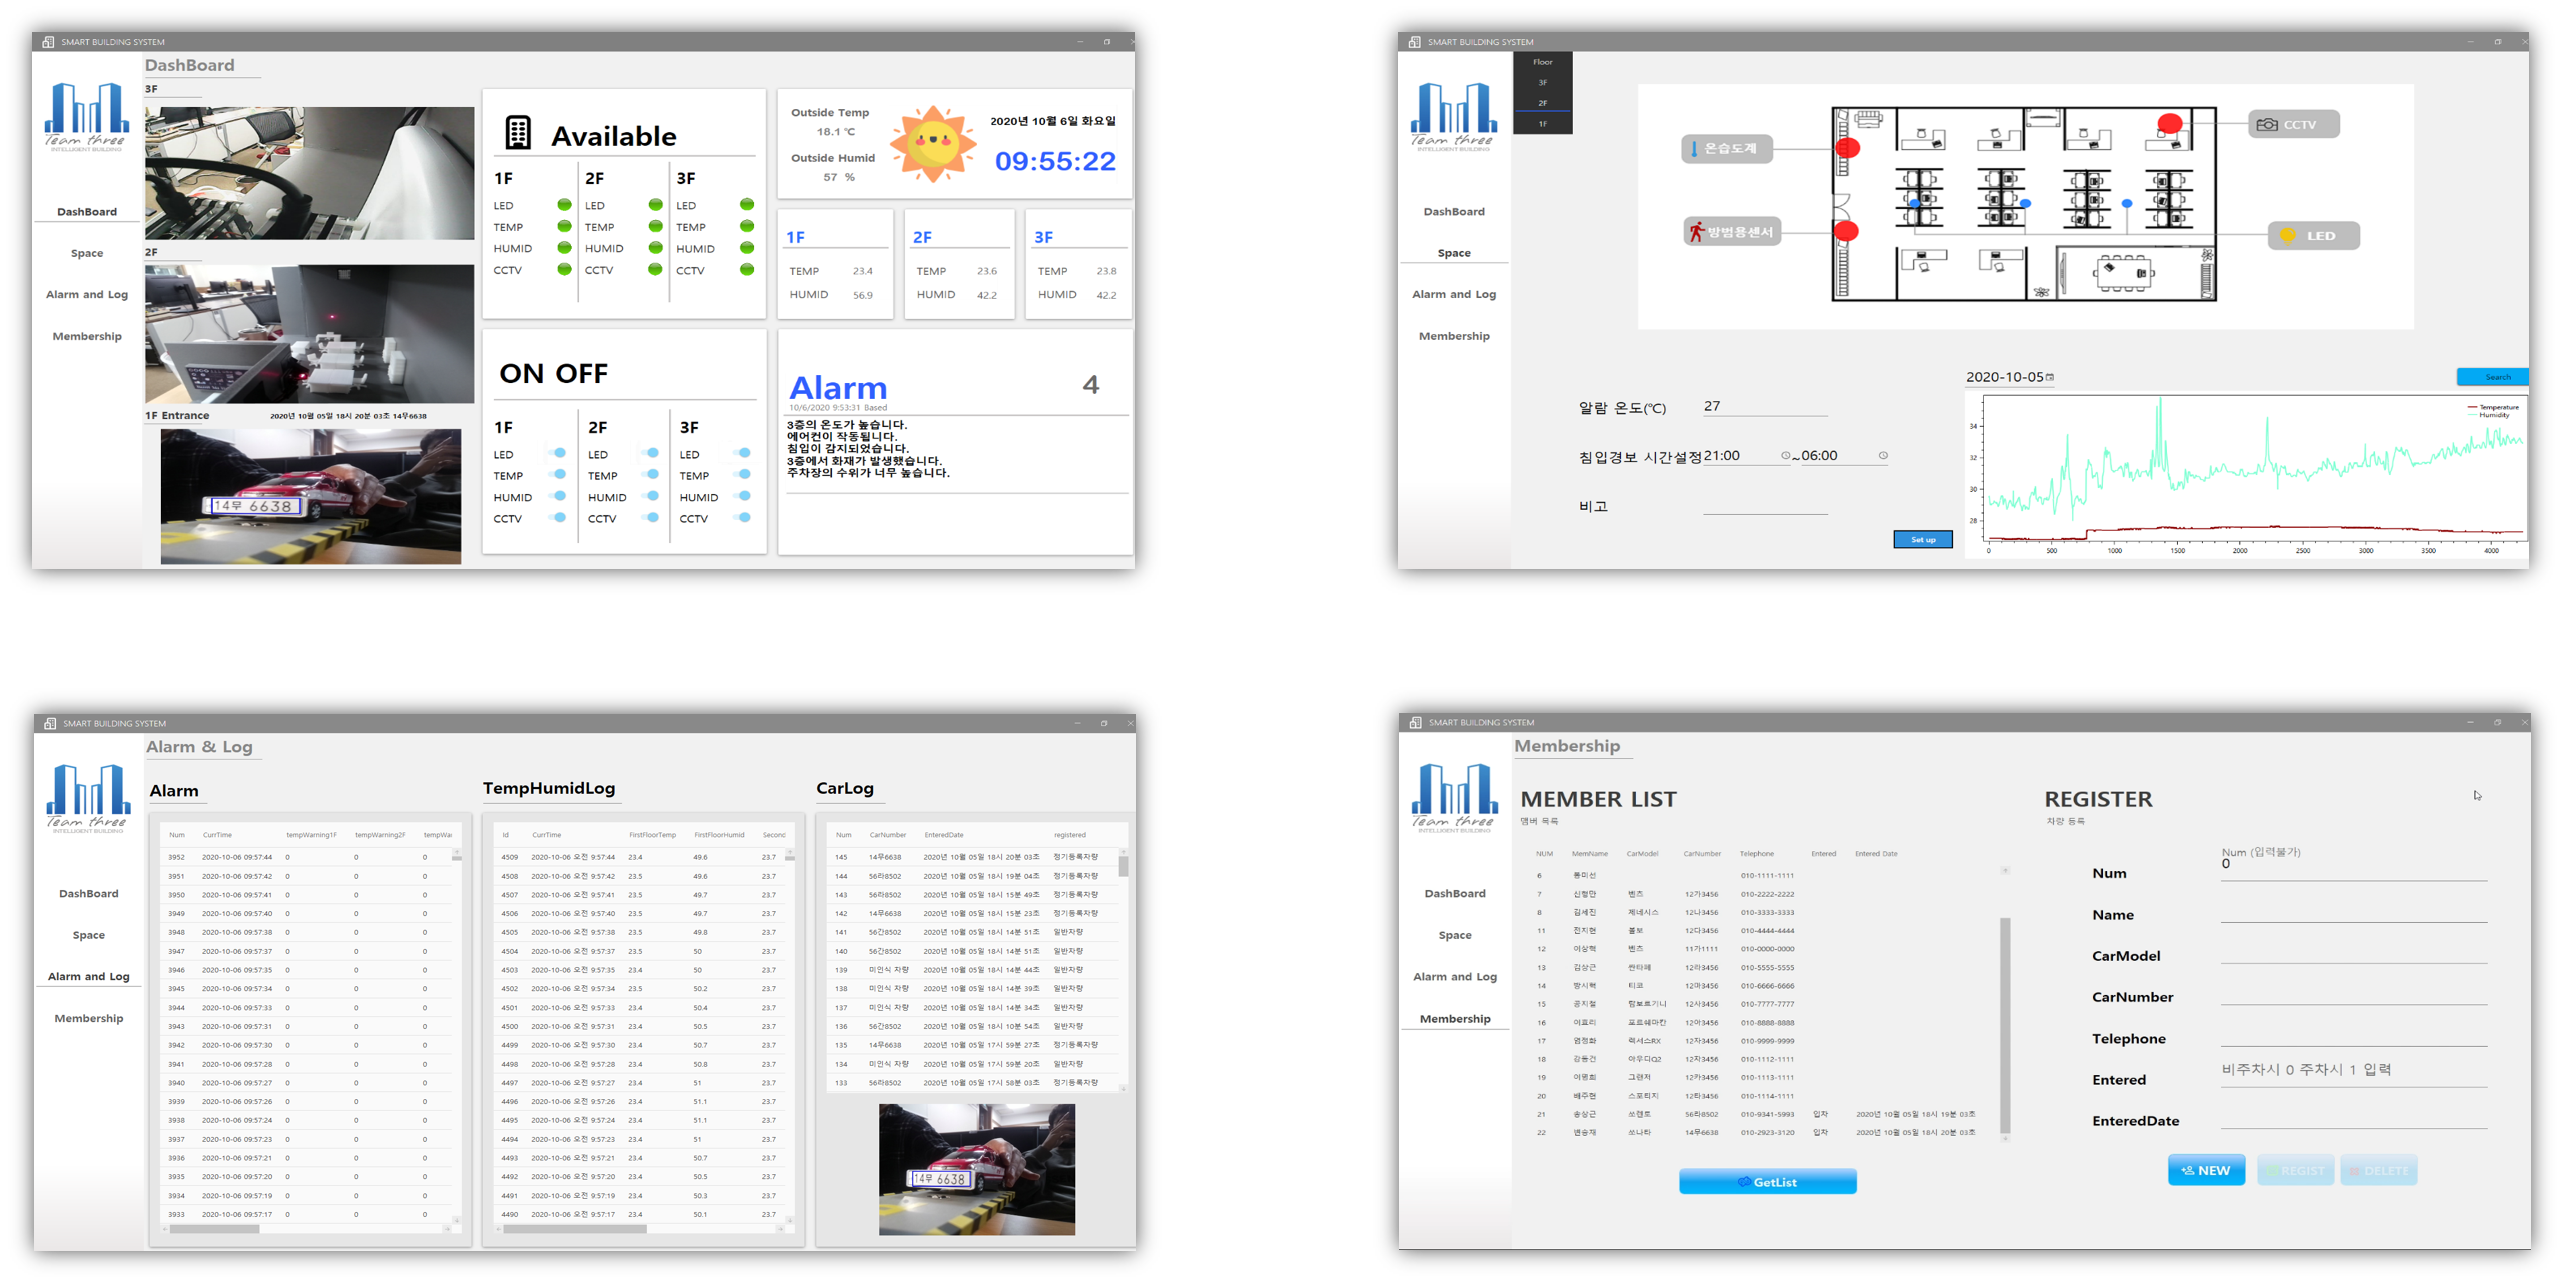 SMART BUILDING SYSTEM
Team three
INTELLIGENT BUILDING
DashBoard
Space
Alarm and Log
Membership
DashBoard
3F
2F
1F Entrance
2020년 10월 05일 18시 20분 03초 14무6638
14무 6638
Available
1F 2F 3F
LED LED LED
TEMP TEMP TEMP
HUMID HUMID HUMID
CCTV CCTV CCTV
ON OFF
1F 2F 3F
LED LED LED
TEMP TEMP TEMP
HUMID HUMID HUMID
CCTV CCTV CCTV
Outside Temp
18.1 ℃
Outside Humid
57 %
2020년 10월 6일 화요일
09:55:22
1F 2F 3F
TEMP 23.4 TEMP 23.6 TEMP 23.8
HUMID 56.9 HUMID 42.2 HUMID 42.2
Alarm 4
10/6/2020 9:53:31 Based
3층의 온도가 높습니다.
에어컨이 작동됩니다.
침입이 감지되었습니다.
3층에서 화재가 발생했습니다.
주차장의 수위가 너무 높습니다.
SMART BUILDING SYSTEM
Team three
INTELLIGENT BUILDING
DashBoard
Space
Alarm and Log
Membership
Floor
3F
2F
1F
온습도계
방범용센서
CCTV
LED
알람 온도(℃) 27
침입경보 시간설정 21:00 ~ 06:00
비고
Set up
2020-10-05
Search
Temperature
Humidity
34
32
30
28
0 500 1000 1500 2000 2500 3000 3500 4000
SMART BUILDING SYSTEM
Team three
INTELLIGENT BUILDING
DashBoard
Space
Alarm and Log
Membership
Alarm & Log
Alarm
Num CurrTime tempWarning1F tempWarning2F tempWar
3952 2020-10-06 09:57:44 0 0 0
3951 2020-10-06 09:57:42 0 0 0
3950 2020-10-06 09:57:41 0 0 0
3949 2020-10-06 09:57:40 0 0 0
3948 2020-10-06 09:57:38 0 0 0
3947 2020-10-06 09:57:37 0 0 0
3946 2020-10-06 09:57:35 0 0 0
3945 2020-10-06 09:57:34 0 0 0
3944 2020-10-06 09:57:33 0 0 0
3943 2020-10-06 09:57:31 0 0 0
3942 2020-10-06 09:57:30 0 0 0
3941 2020-10-06 09:57:28 0 0 0
3940 2020-10-06 09:57:27 0 0 0
3939 2020-10-06 09:57:26 0 0 0
3938 2020-10-06 09:57:24 0 0 0
3937 2020-10-06 09:57:23 0 0 0
3936 2020-10-06 09:57:21 0 0 0
3935 2020-10-06 09:57:20 0 0 0
3934 2020-10-06 09:57:19 0 0 0
3933 2020-10-06 09:57:17 0 0 0
TempHumidLog
Id CurrTime FirstFloorTemp FirstFloorHumid Second
4509 2020-10-06 오전 9:57:44 23.4 49.6 23.7
4508 2020-10-06 오전 9:57:42 23.5 49.6 23.7
4507 2020-10-06 오전 9:57:41 23.5 49.7 23.7
4506 2020-10-06 오전 9:57:40 23.5 49.7 23.7
4505 2020-10-06 오전 9:57:38 23.5 49.8 23.7
4504 2020-10-06 오전 9:57:37 23.5 50 23.7
4503 2020-10-06 오전 9:57:35 23.4 50 23.7
4502 2020-10-06 오전 9:57:34 23.5 50.2 23.7
4501 2020-10-06 오전 9:57:33 23.4 50.4 23.7
4500 2020-10-06 오전 9:57:31 23.4 50.5 23.7
4499 2020-10-06 오전 9:57:30 23.4 50.7 23.7
4498 2020-10-06 오전 9:57:28 23.4 50.8 23.7
4497 2020-10-06 오전 9:57:27 23.4 51 23.7
4496 2020-10-06 오전 9:57:26 23.4 51.1 23.7
4495 2020-10-06 오전 9:57:24 23.4 51.1 23.7
4494 2020-10-06 오전 9:57:23 23.4 51 23.7
4493 2020-10-06 오전 9:57:21 23.4 50.7 23.7
4492 2020-10-06 오전 9:57:20 23.4 50.5 23.7
4491 2020-10-06 오전 9:57:19 23.4 50.3 23.7
4490 2020-10-06 오전 9:57:17 23.4 50.1 23.7
CarLog
Num CarNumber EnteredDate registered
145 14무6638 2020년 10월 05일 18시 20분 03초 정기등록차량
144 56라8502 2020년 10월 05일 18시 19분 04초 정기등록차량
143 56라8502 2020년 10월 05일 18시 15분 49초 정기등록차량
142 14무6638 2020년 10월 05일 18시 15분 23초 정기등록차량
141 56간8502 2020년 10월 05일 18시 14분 51초 일반차량
140 56간8502 2020년 10월 05일 18시 14분 51초 일반차량
139 미인식 차량 2020년 10월 05일 18시 14분 44초 일반차량
138 미인식 차량 2020년 10월 05일 18시 14분 39초 일반차량
137 미인식 차량 2020년 10월 05일 18시 14분 34초 일반차량
136 56간8502 2020년 10월 05일 18시 10분 54초 일반차량
135 14무6638 2020년 10월 05일 17시 59분 27초 정기등록차량
134 미인식 차량 2020년 10월 05일 17시 59분 20초 일반차량
133 56라8502 2020년 10월 05일 17시 58분 03초 정기등록차량
14무 6638
SMART BUILDING SYSTEM
Team three
INTELLIGENT BUILDING
DashBoard
Space
Alarm and Log
Membership
Membership
MEMBER LIST
멤버 목록
NUM MemName CarModel CarNumber Telephone Entered Entered Date
6 통미선 010-1111-1111
7 신형만 벤츠 12가3456 010-2222-2222
8 김세진 제네시스 12나3456 010-3333-3333
11 전지현 볼보 12다3456 010-4444-4444
12 이상혁 벤츠 11가1111 010-0000-0000
13 김상근 싼타페 12라3456 010-5555-5555
14 방시혁 티코 12마3456 010-6666-6666
15 공지철 람보르기니 12사3456 010-7777-7777
16 이효리 포르쉐마칸 12아3456 010-8888-8888
17 엄정화 렉서스RX 12자3456 010-9999-9999
18 강동건 아우디Q2 12차3456 010-1112-1111
19 이명희 그랜저 12카3456 010-1113-1111
20 배주현 스포티지 12타3456 010-1114-1111
21 송상근 쏘렌토 56라8502 010-9341-5993 입차 2020년 10월 05일 18시 19분 03초
22 변승재 쏘나타 14무6638 010-2923-3120 입차 2020년 10월 05일 18시 20분 03초
GetList
REGISTER
차량 등록
Num Num (입력불가)
0
Name
CarModel
CarNumber
Telephone
Entered 비주차시 0 주차시 1 입력
EnteredDate
NEW REGIST DELETE